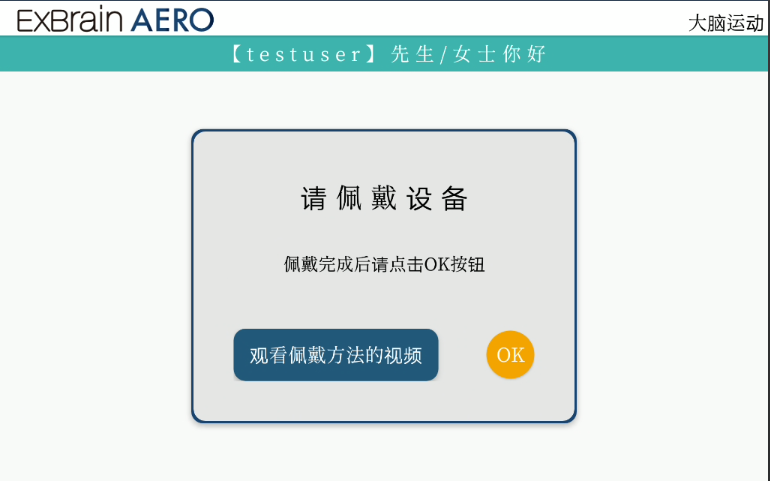 ExBrain AERO
大脑运动
【testuser】先生/女士你好
请佩戴设备
佩戴完成后请点击OK按钮
观看佩戴方法的视频
OK